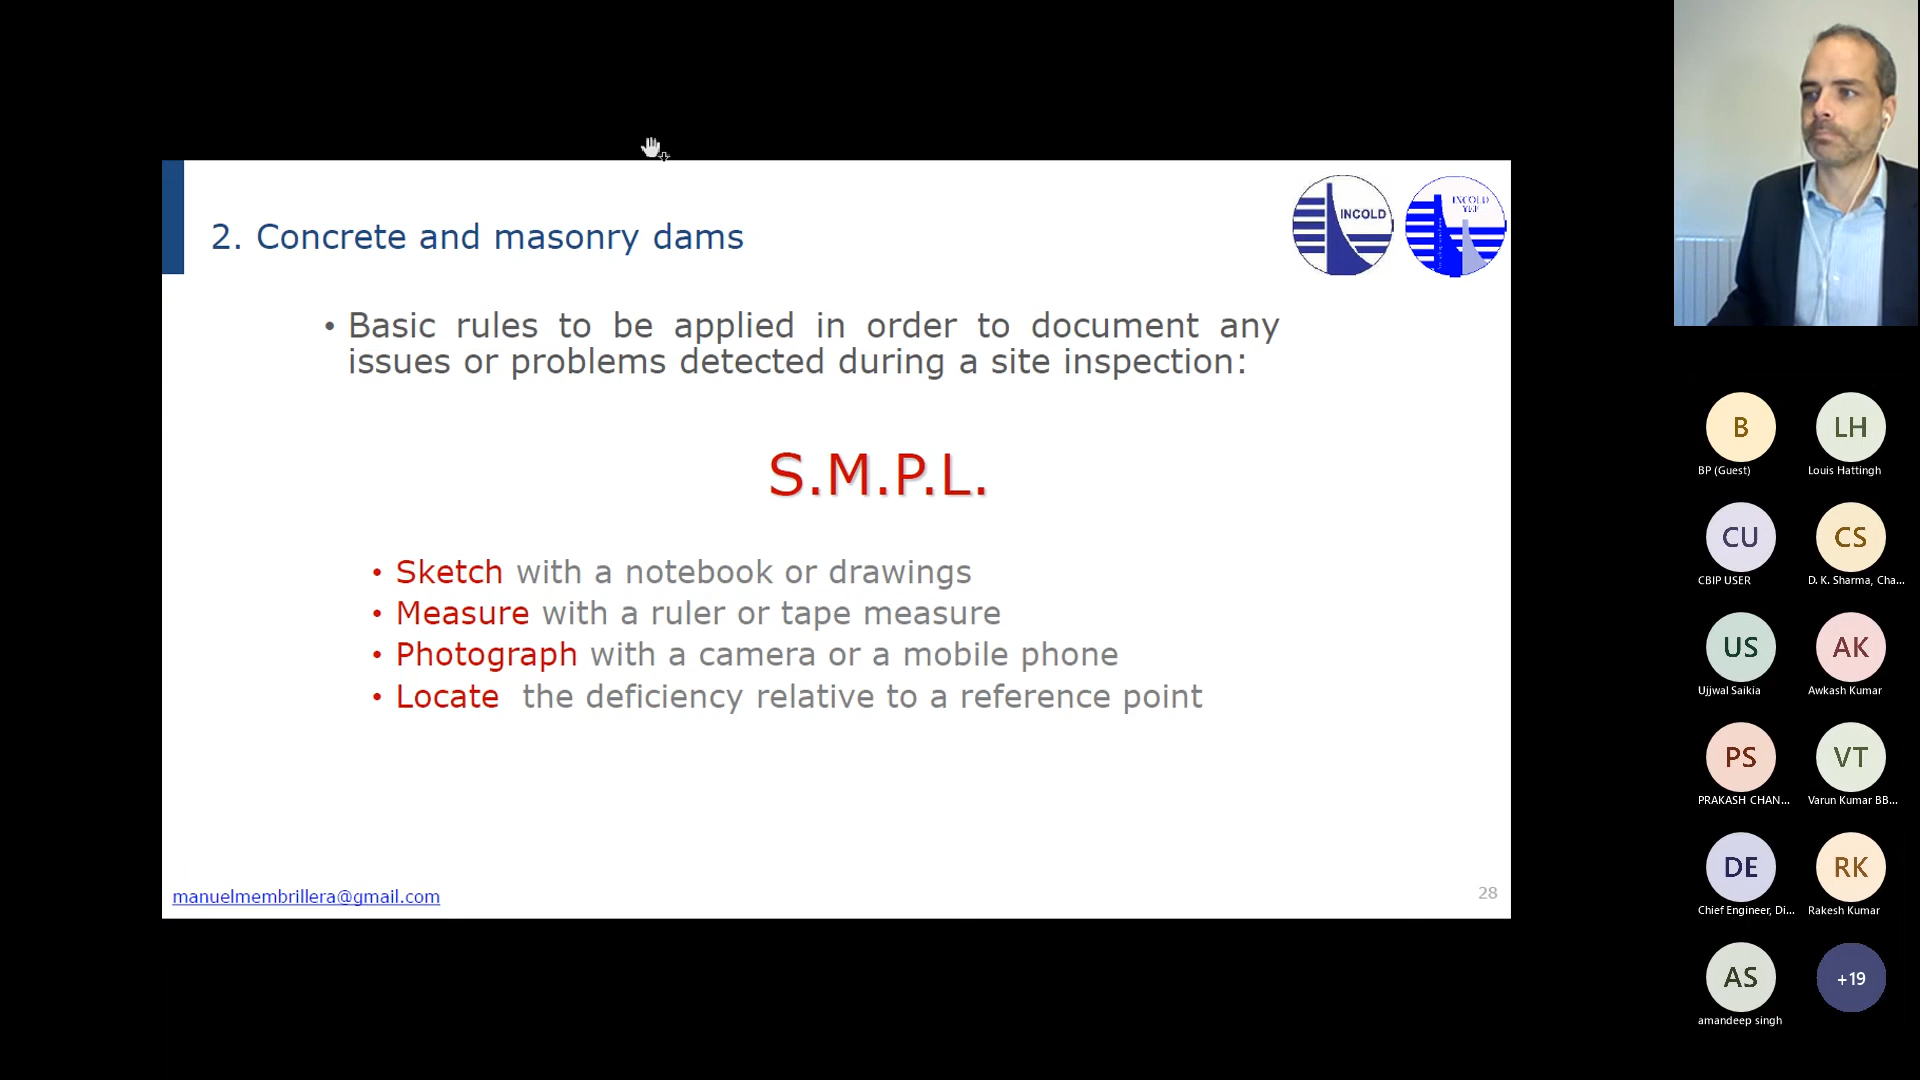 2. Concrete and masonry dams
INCOLD
INCOLD
YEF
• Basic rules to be applied in order to document any
issues or problems detected during a site inspection:
S.M.P.L.
• Sketch with a notebook or drawings
• Measure with a ruler or tape measure
• Photograph with a camera or a mobile phone
• Locate the deficiency relative to a reference point
manuelmembrillera@gmail.com
28
B
BP (Guest)
LH
Louis Hattingh
CU
CBIP USER
CS
D. K. Sharma, Cha...
US
Ujjwal Saikia
AK
Awkash Kumar
PS
PRAKASH CHAN...
VT
Varun Kumar BB...
DE
Chief Engineer, Di...
RK
Rakesh Kumar
AS
amandeep singh
+19